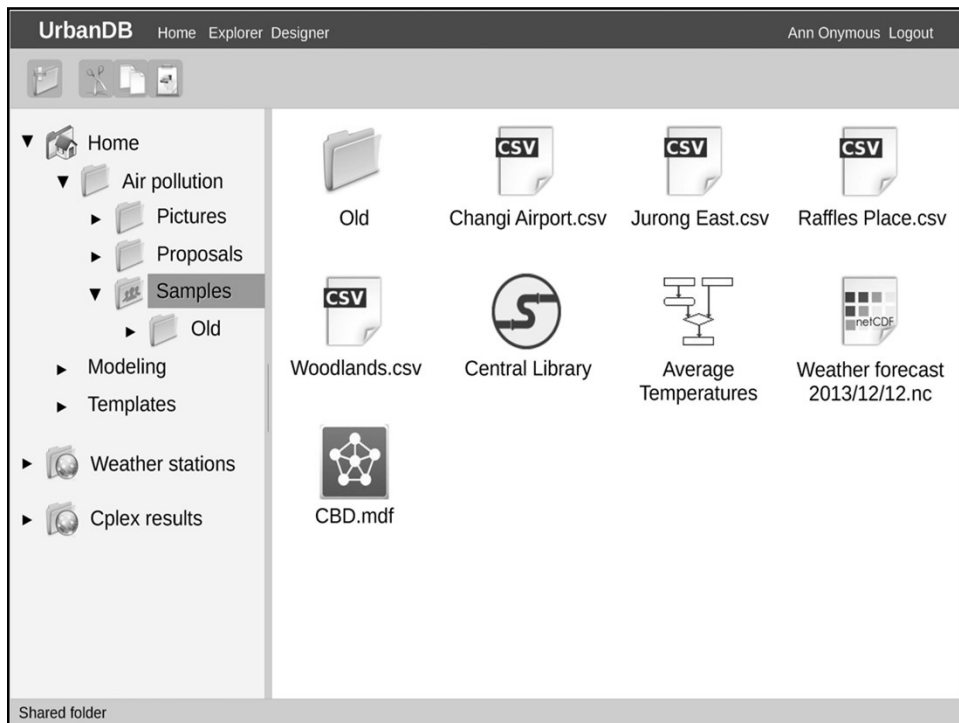 UrbanDB Home Explorer Designer Ann Onymous Logout
Home
Air pollution
Pictures
Proposals
Samples
Old
Modeling
Templates
Weather stations
Cplex results
Old
CSV
Changi Airport.csv
CSV
Jurong East.csv
CSV
Raffles Place.csv
CSV
Woodlands.csv
Central Library
Average
Temperatures
netCDF
Weather forecast
2013/12/12.nc
CBD.mdf
Shared folder